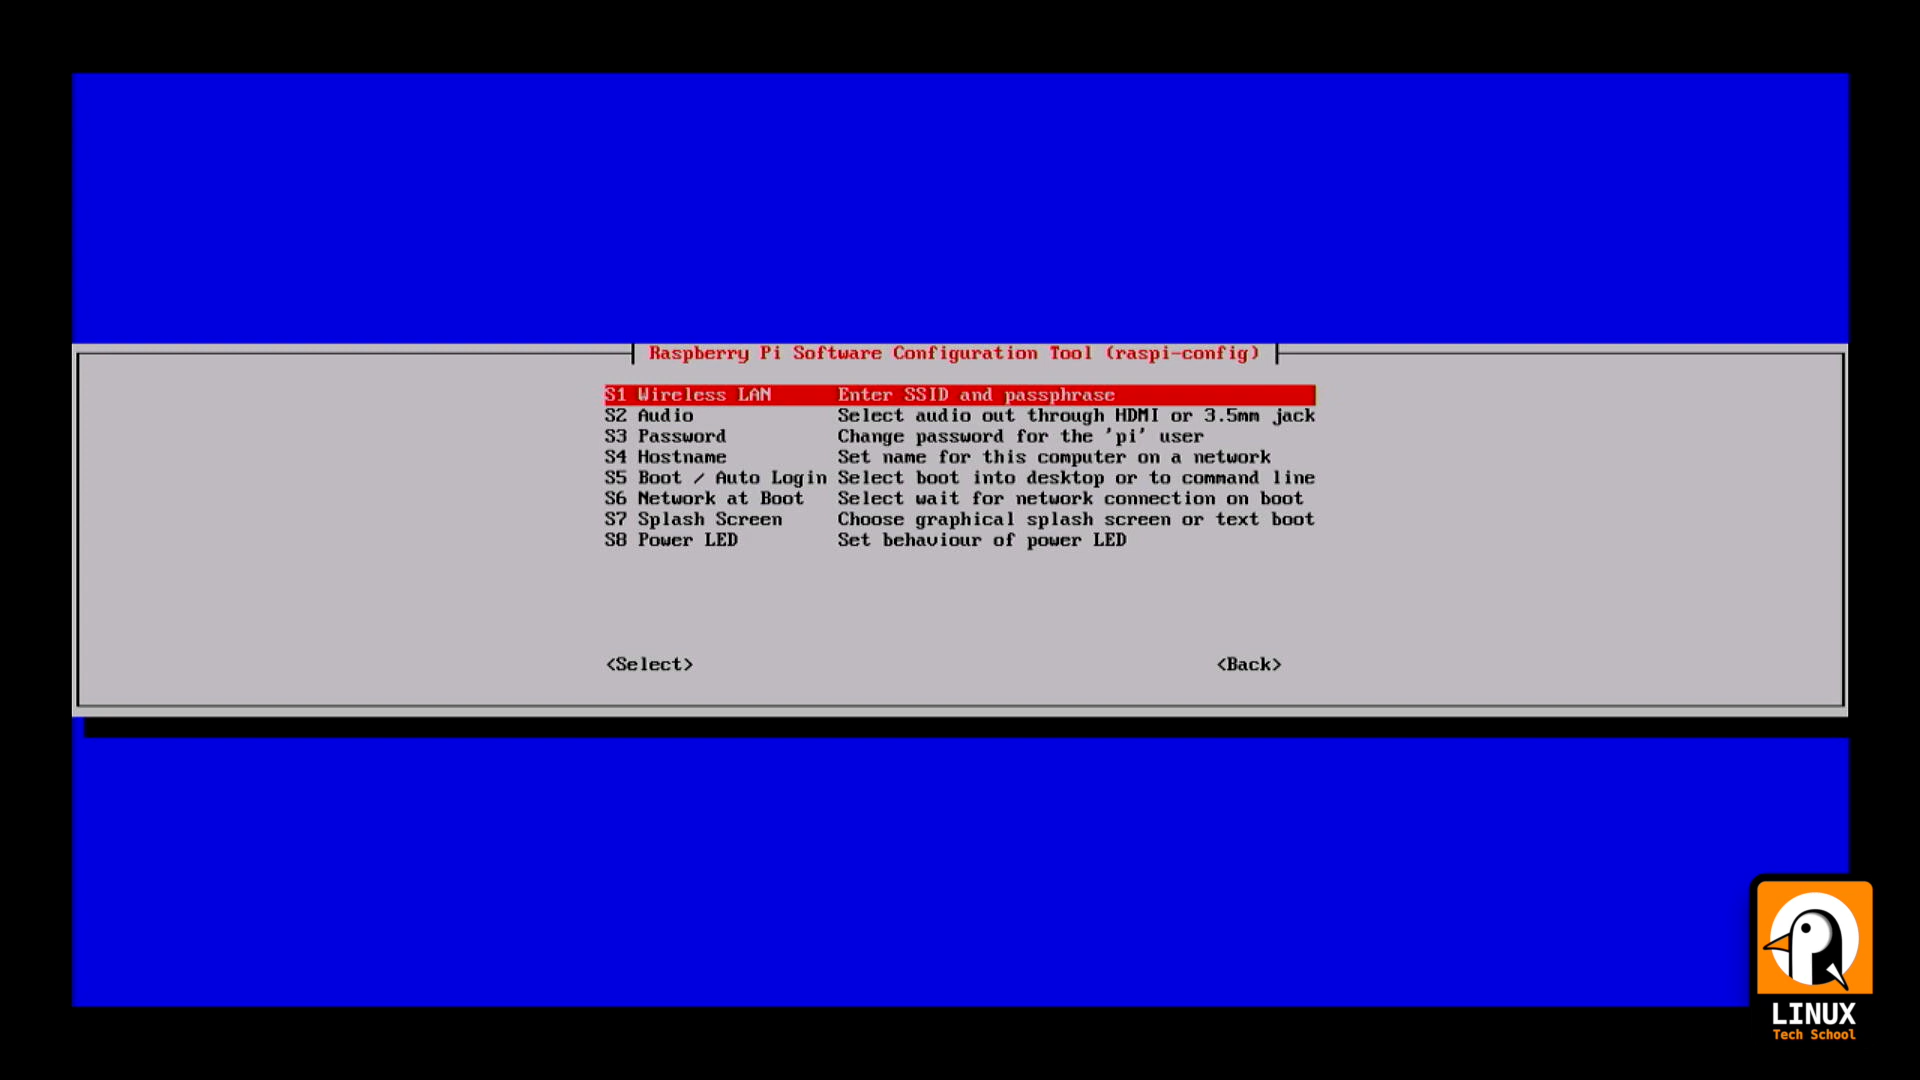 Raspberry Pi Software Configuration Tool (raspi-config)
S1 Wireless LAN Enter SSID and passphrase
S2 Audio Select audio out through HDMI or 3.5mm jack
S3 Password Change password for the 'pi' user
S4 Hostname Set name for this computer on a network
S5 Boot / Auto Login Select boot into desktop or to command line
S6 Network at Boot Select wait for network connection on boot
S7 Splash Screen Choose graphical splash screen or text boot
S8 Power LED Set behaviour of power LED
<Select> <Back>
LINUX
Tech School